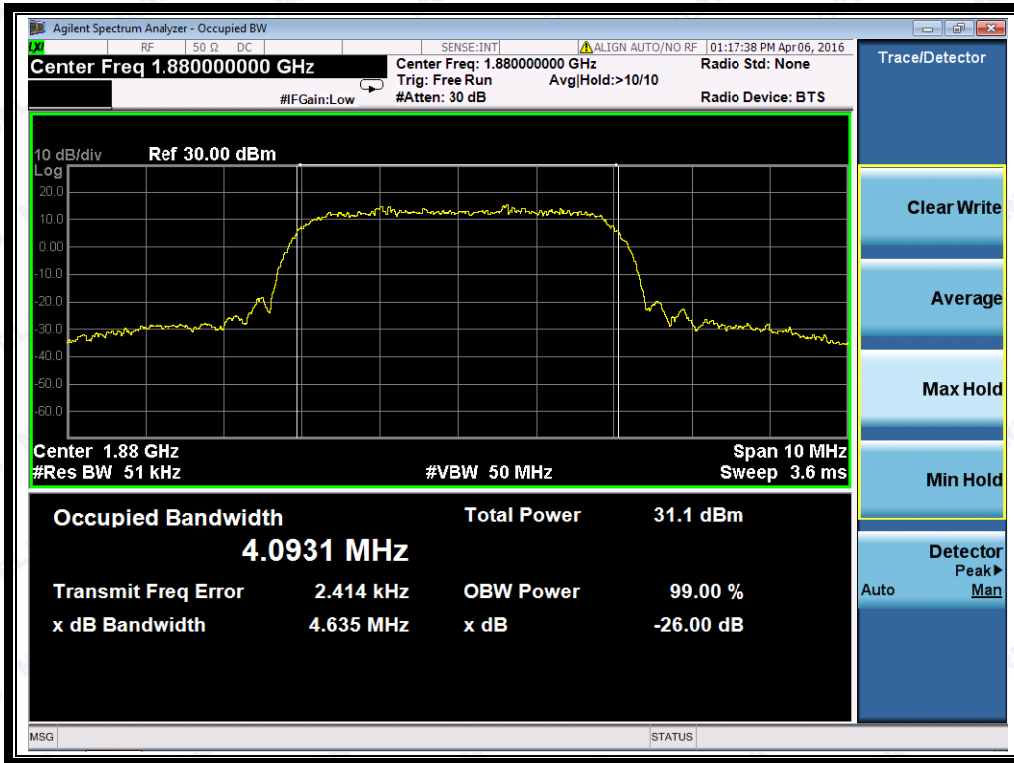 Agilent Spectrum Analyzer - Occupied BW
LXI RF 50 Ω DC SENSE:INT ALIGN AUTO/NO RF 01:17:38 PM Apr 06, 2016
Center Freq 1.880000000 GHz
Center Freq: 1.880000000 GHz
Radio Std: None
Trig: Free Run Avg|Hold:>10/10
#IFGain:Low #Atten: 30 dB Radio Device: BTS
10 dB/div Ref 30.00 dBm
Log
20.0
10.0
0.00
-10.0
-20.0
-30.0
-40.0
-50.0
-60.0
Center 1.88 GHz Span 10 MHz
#Res BW 51 kHz #VBW 50 MHz Sweep 3.6 ms
Occupied Bandwidth Total Power 31.1 dBm
4.0931 MHz
Transmit Freq Error 2.414 kHz OBW Power 99.00 %
x dB Bandwidth 4.635 MHz x dB -26.00 dB
Trace/Detector
Clear Write
Average
Max Hold
Min Hold
Detector
Peak▶
Auto Man
MSG STATUS